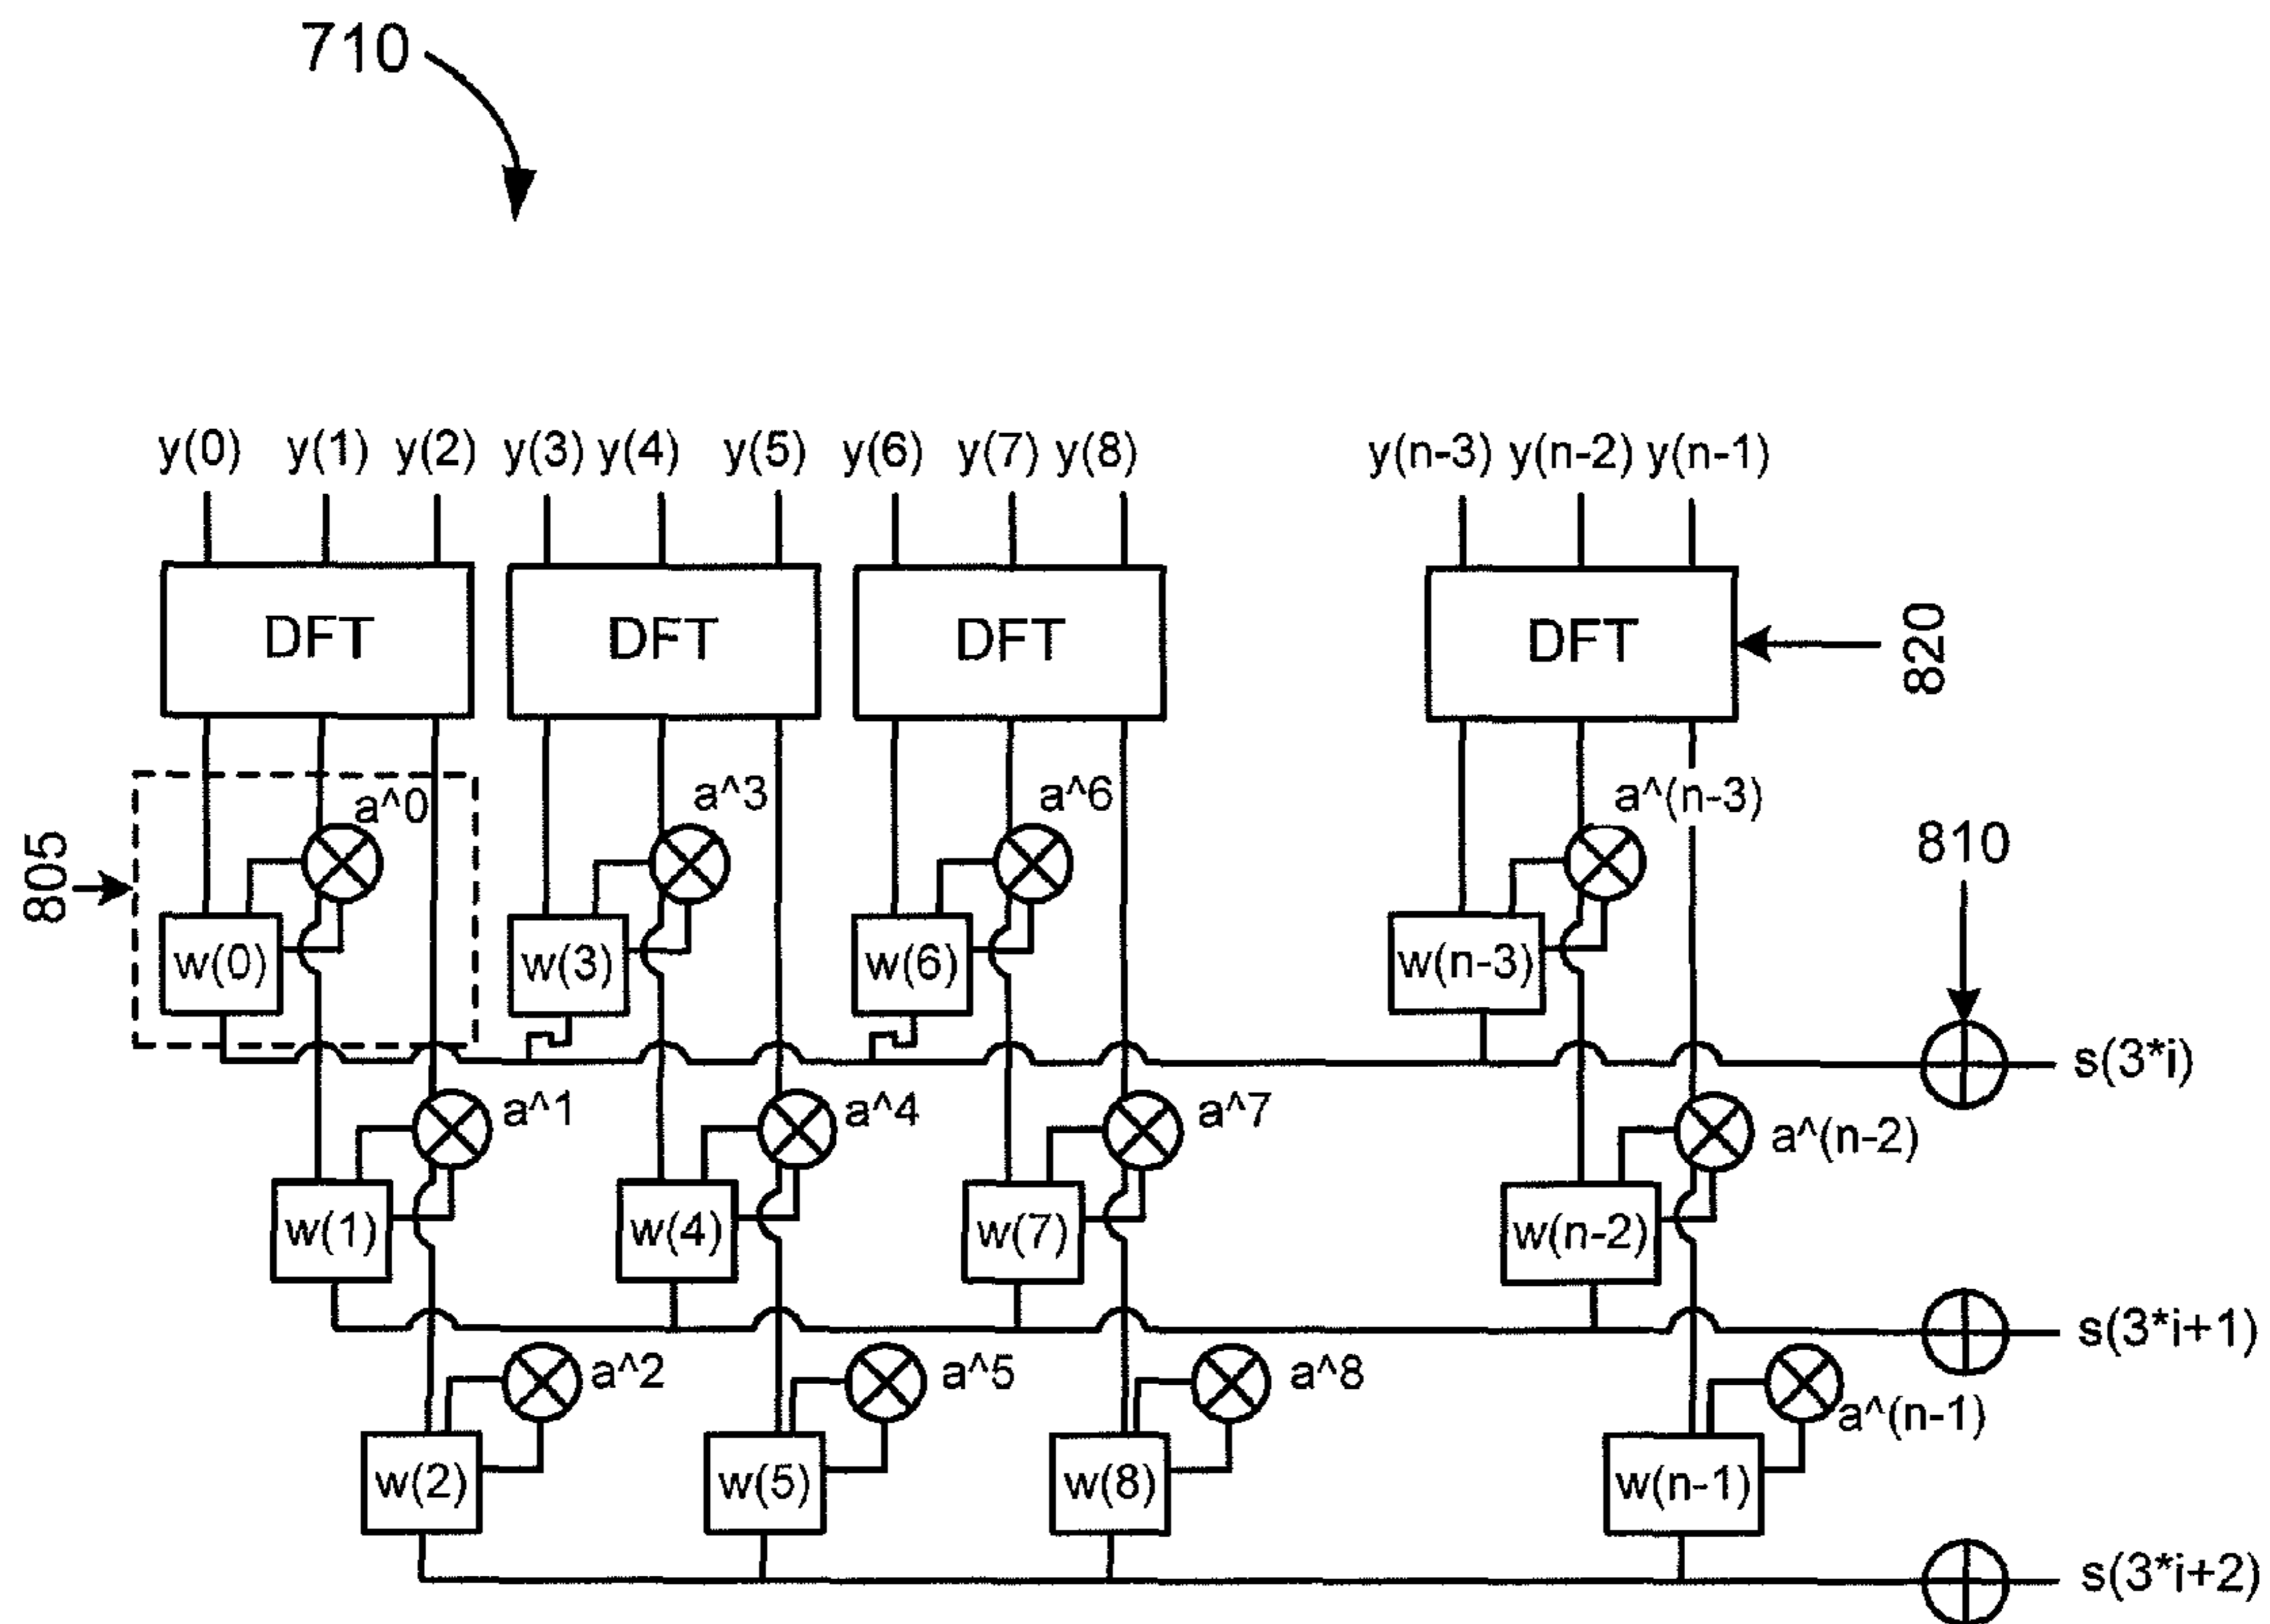 710
y(0) y(1) y(2) y(3) y(4) y(5) y(6) y(7) y(8) y(n-3) y(n-2) y(n-1)
DFT DFT DFT DFT
820
a^0 a^3 a^6 a^(n-3)
805
810
w(0) w(3) w(6) w(n-3)
s(3*i)
a^1 a^4 a^7 a^(n-2)
w(1) w(4) w(7) w(n-2)
s(3*i+1)
a^2 a^5 a^8 a^(n-1)
w(2) w(5) w(8) w(n-1)
s(3*i+2)